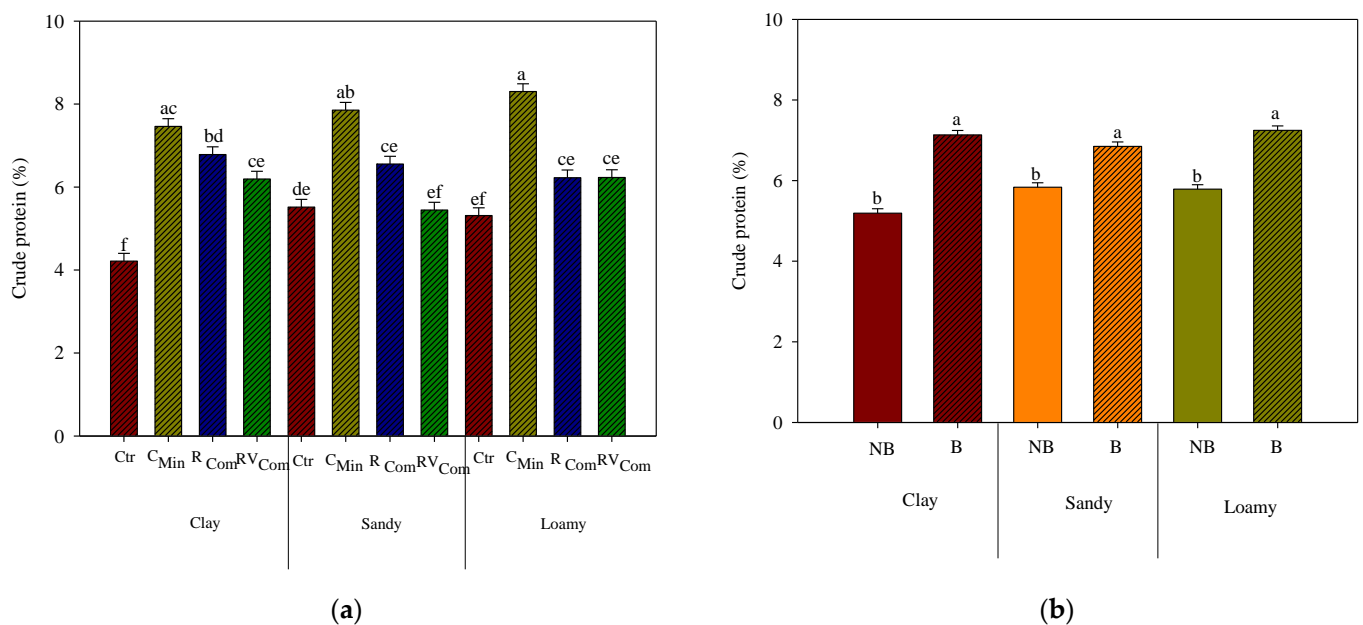 10
8
6
4
2
0
Crude protein (%)
f
ac
bd
ce
de
ab
ce
ef
ef
a
ce
ce
Ctr CMin RCom RVCom Ctr CMin RCom RVCom Ctr CMin RCom RVCom
Clay Sandy Loamy
(a)
10
8
6
4
2
0
Crude protein (%)
b
a
b
a
b
a
NB B NB B NB B
Clay Sandy Loamy
(b)